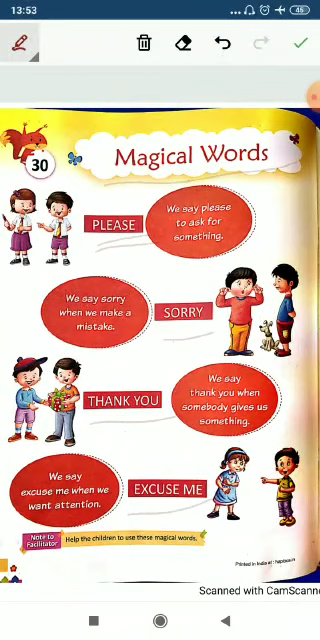 13:53
45
30
Magical Words
PLEASE
We say please
to ask for
something.
We say sorry
when we make a
mistake.
SORRY
THANK YOU
We say
thank you when
somebody gives us
something.
We say
excuse me when we
want attention.
EXCUSE ME
Note to
Facilitator
Help the children to use these magical words.
Printed in India at :
Scanned with CamScanne